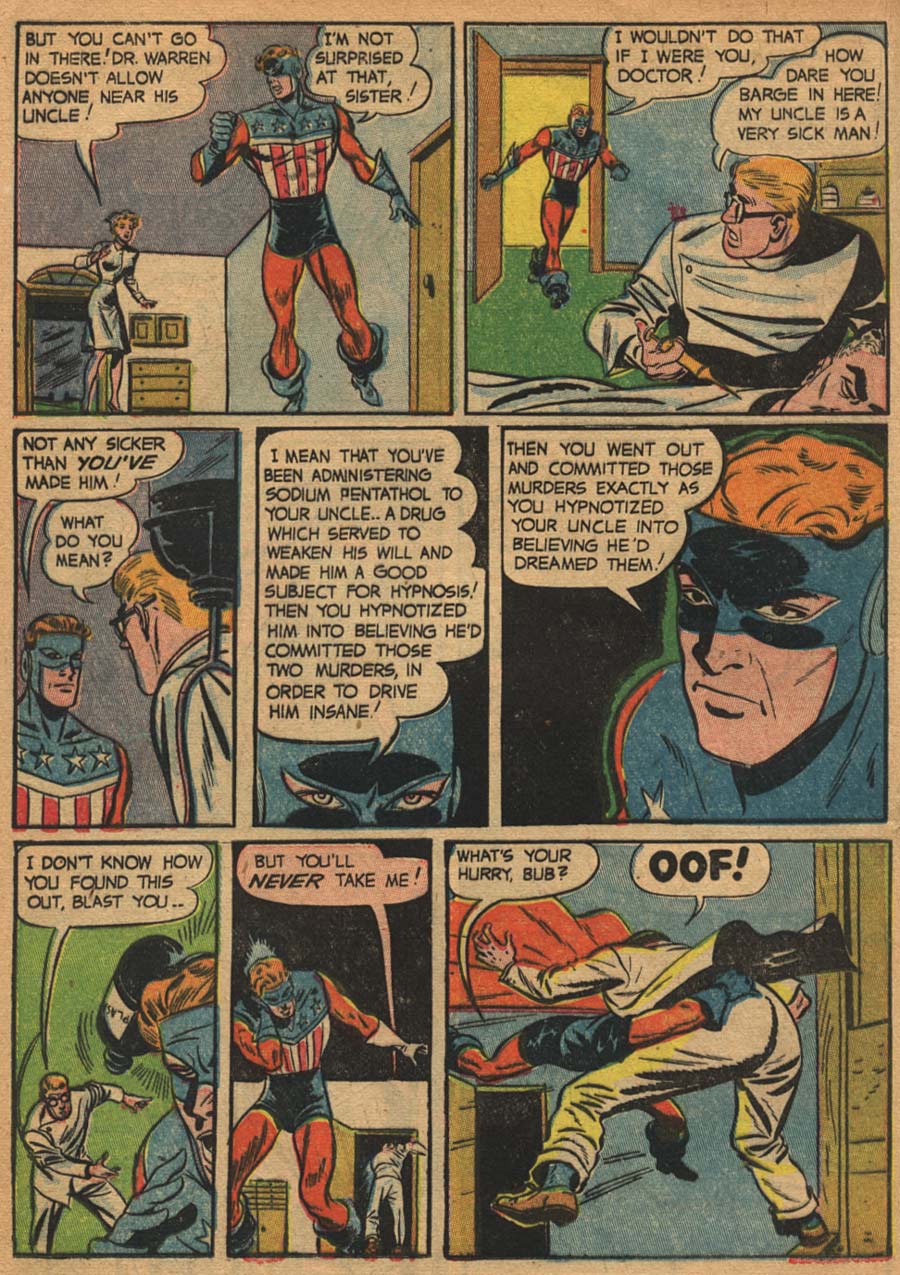 BUT YOU CAN'T GO
IN THERE! DR. WARREN
DOESN'T ALLOW
ANYONE NEAR HIS
UNCLE!
I'M NOT
SURPRISED
AT THAT,
SISTER!
I WOULDN'T DO THAT
IF I WERE YOU,
DOCTOR!
HOW
DARE YOU
BARGE IN HERE!
MY UNCLE IS A
VERY SICK MAN!
NOT ANY SICKER
THAN YOU'VE
MADE HIM!
WHAT
DO YOU
MEAN?
I MEAN THAT YOU'VE
BEEN ADMINISTERING
SODIUM PENTATHOL TO
YOUR UNCLE.. A DRUG
WHICH SERVED TO
WEAKEN HIS WILL AND
MADE HIM A GOOD
SUBJECT FOR HYPNOSIS!
THEN YOU HYPNOTIZED
HIM INTO BELIEVING HE'D
COMMITTED THOSE
TWO MURDERS, IN
ORDER TO DRIVE
HIM INSANE!
THEN YOU WENT OUT
AND COMMITTED THOSE
MURDERS EXACTLY AS
YOU HYPNOTIZED
YOUR UNCLE INTO
BELIEVING HE'D
DREAMED THEM!
I DON'T KNOW HOW
YOU FOUND THIS
OUT, BLAST YOU..
PLAS
BUT YOU'LL
NEVER TAKE ME!
WHAT'S YOUR
HURRY, BUB?
OOF!